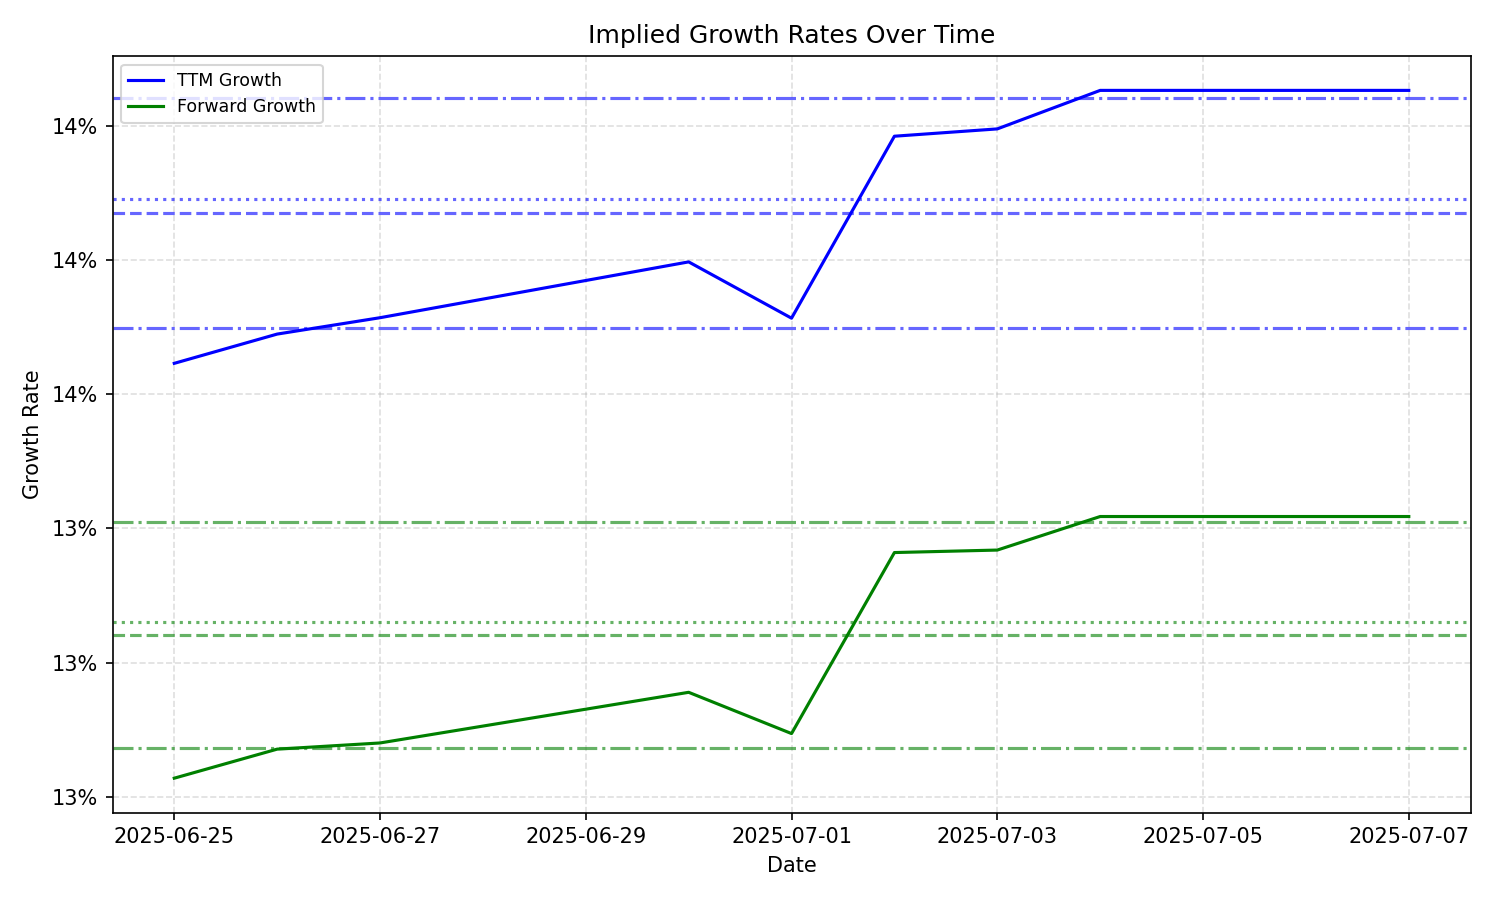 Implied Growth Rates Over Time
TTM Growth
Forward Growth
14%
14%
14%
13%
13%
13%
Growth Rate
2025-06-25
2025-06-27
2025-06-29
2025-07-01
2025-07-03
2025-07-05
2025-07-07
Date